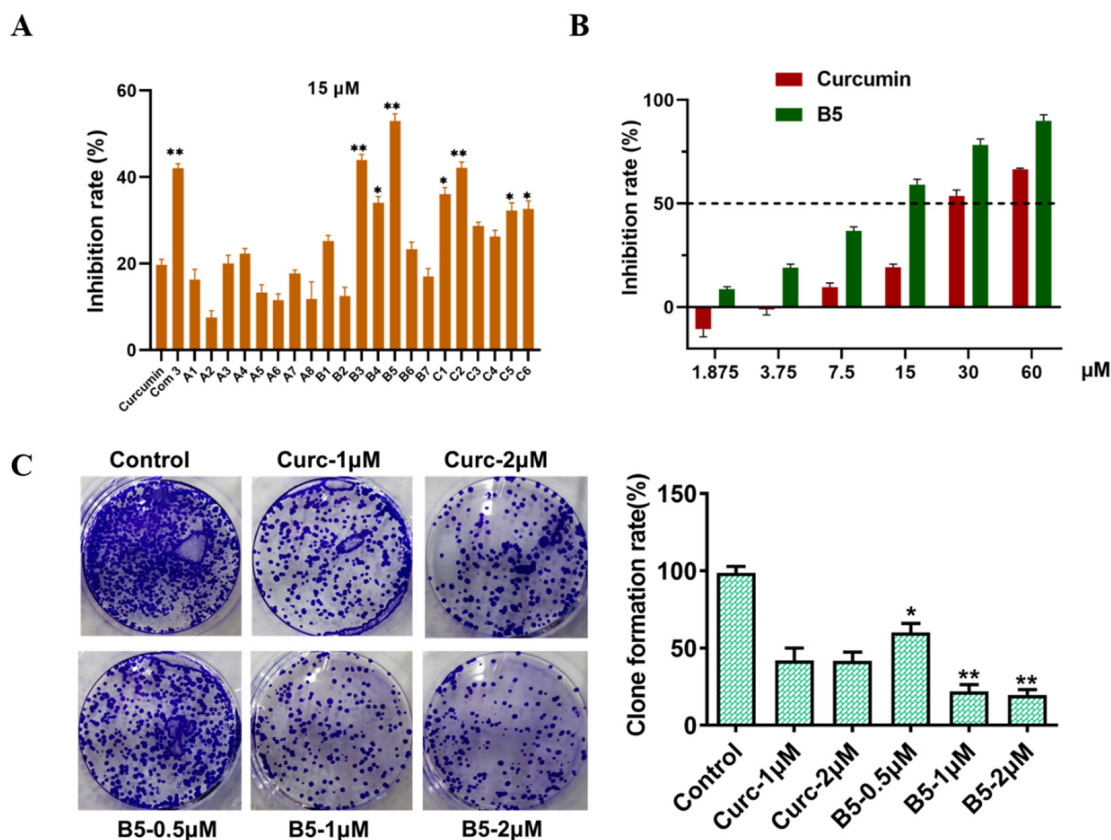 A
15 μM
Inhibition rate (%)
60
40
20
0
** ** * ** * ** * *
Curcumin Com 3 A1 A2 A3 A4 A5 A6 A7 A8 B1 B2 B3 B4 B5 B6 B7 C1 C2 C3 C4 C5 C6
B
Curcumin
B5
Inhibition rate (%)
100
50
0
1.875 3.75 7.5 15 30 60 μM
C
Control Curc-1μM Curc-2μM
B5-0.5μM B5-1μM B5-2μM
Clone formation rate(%)
150
100
50
0
* ** **
Control Curc-1μM Curc-2μM B5-0.5μM B5-1μM B5-2μM